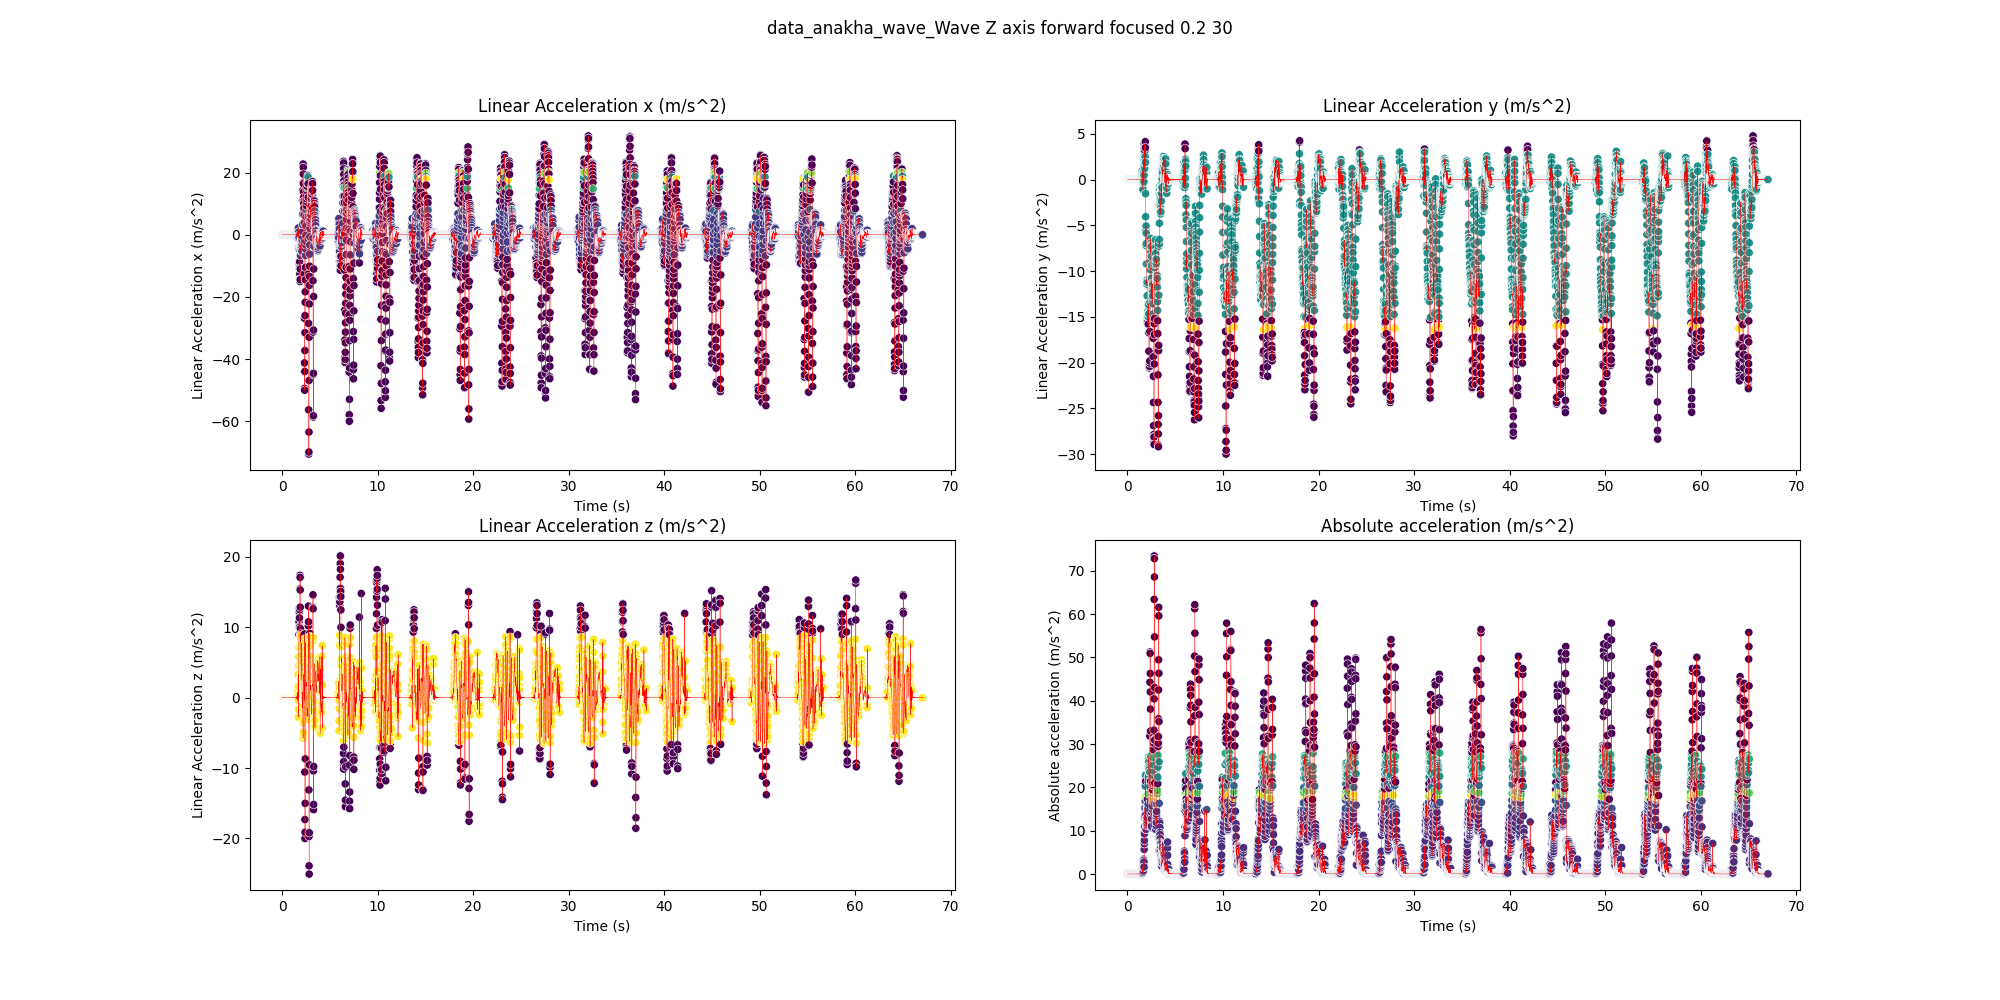 data_anakha_wave_Wave Z axis forward focused 0.2 30
Linear Acceleration x (m/s^2)
Linear Acceleration x (m/s^2)
20
0
−20
−40
−60
0 10 20 30 40 50 60 70
Time (s)
Linear Acceleration y (m/s^2)
Linear Acceleration y (m/s^2)
5
0
−5
−10
−15
−20
−25
−30
0 10 20 30 40 50 60 70
Time (s)
Linear Acceleration z (m/s^2)
Linear Acceleration z (m/s^2)
20
10
0
−10
−20
0 10 20 30 40 50 60 70
Time (s)
Absolute acceleration (m/s^2)
Absolute acceleration (m/s^2)
70
60
50
40
30
20
10
0
0 10 20 30 40 50 60 70
Time (s)